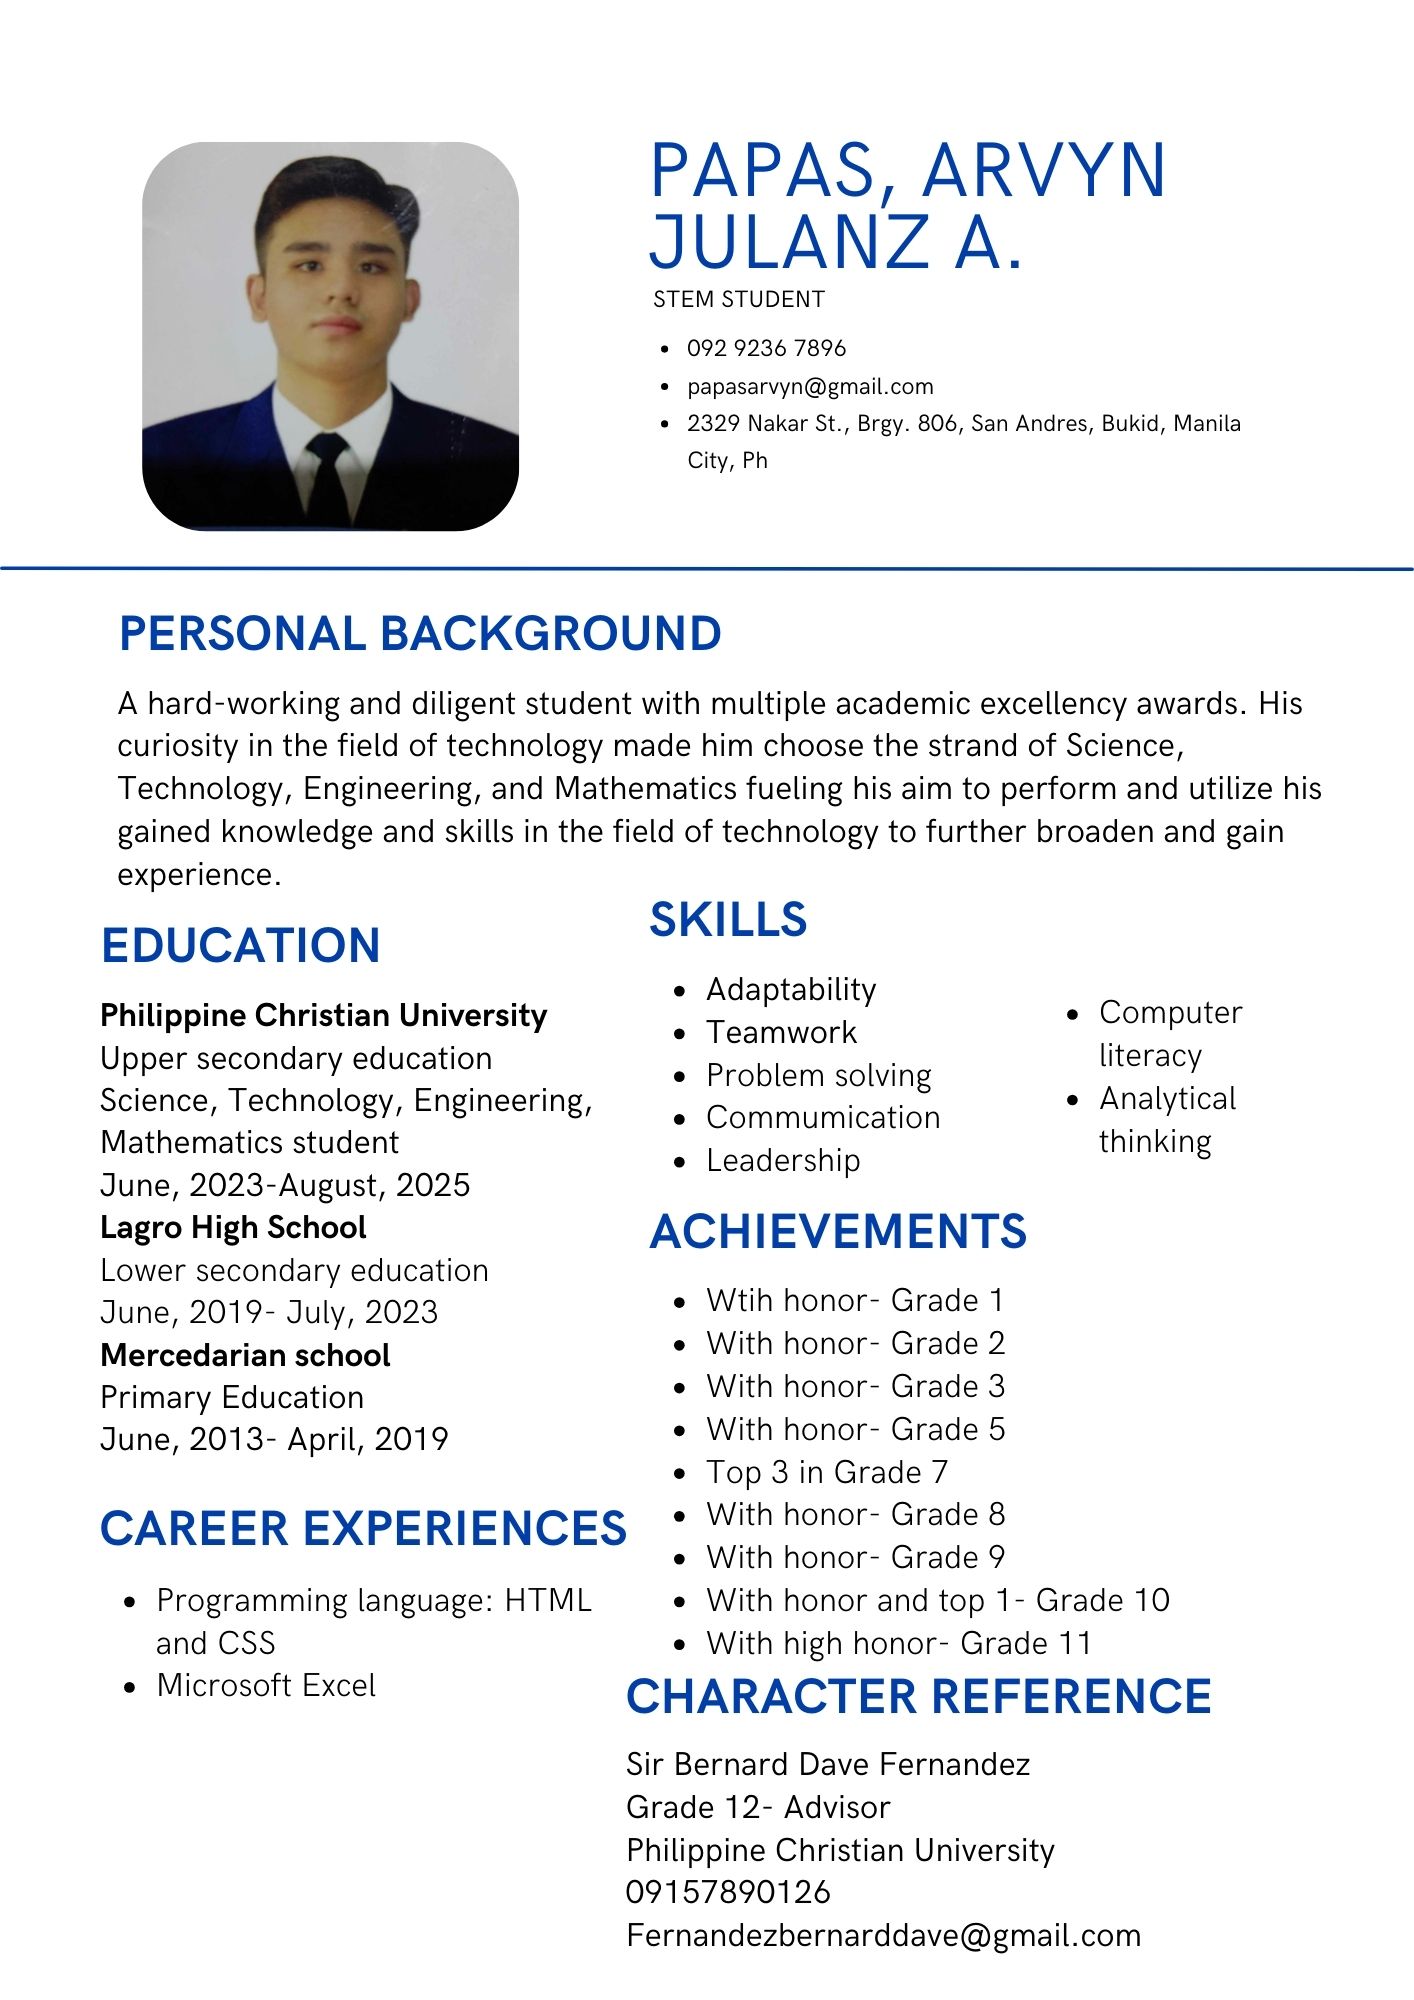 PAPAS, ARVYN
JULANZ A.
STEM STUDENT
• 092 9236 7896
• papasarvyn@gmail.com
• 2329 Nakar St., Brgy. 806, San Andres, Bukid, Manila
City, Ph
PERSONAL BACKGROUND
A hard-working and diligent student with multiple academic excellency awards. His
curiosity in the field of technology made him choose the strand of Science,
Technology, Engineering, and Mathematics fueling his aim to perform and utilize his
gained knowledge and skills in the field of technology to further broaden and gain
experience.
EDUCATION
Philippine Christian University
Upper secondary education
Science, Technology, Engineering,
Mathematics student
June, 2023-August, 2025
Lagro High School
Lower secondary education
June, 2019- July, 2023
Mercedarian school
Primary Education
June, 2013- April, 2019
CAREER EXPERIENCES
• Programming language: HTML
and CSS
• Microsoft Excel
SKILLS
• Adaptability
• Teamwork
• Problem solving
• Commumication
• Leadership
• Computer
literacy
• Analytical
thinking
ACHIEVEMENTS
• Wtih honor- Grade 1
• With honor- Grade 2
• With honor- Grade 3
• With honor- Grade 5
• Top 3 in Grade 7
• With honor- Grade 8
• With honor- Grade 9
• With honor and top 1- Grade 10
• With high honor- Grade 11
CHARACTER REFERENCE
Sir Bernard Dave Fernandez
Grade 12- Advisor
Philippine Christian University
09157890126
Fernandezbernarddave@gmail.com